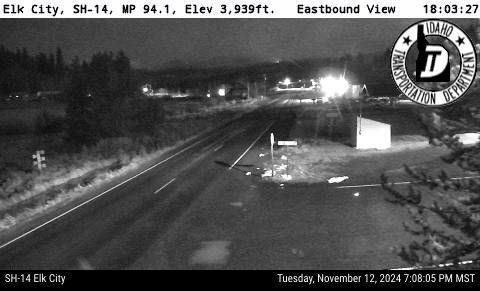 Elk City, SH-14, MP 94.1, Elev 3,939ft.   Eastbound View   18:03:27
IDAHO
TRANSPORTATION DEPARTMENT
SH-14 Elk City
Tuesday, November 12, 2024 7:08:05 PM MST